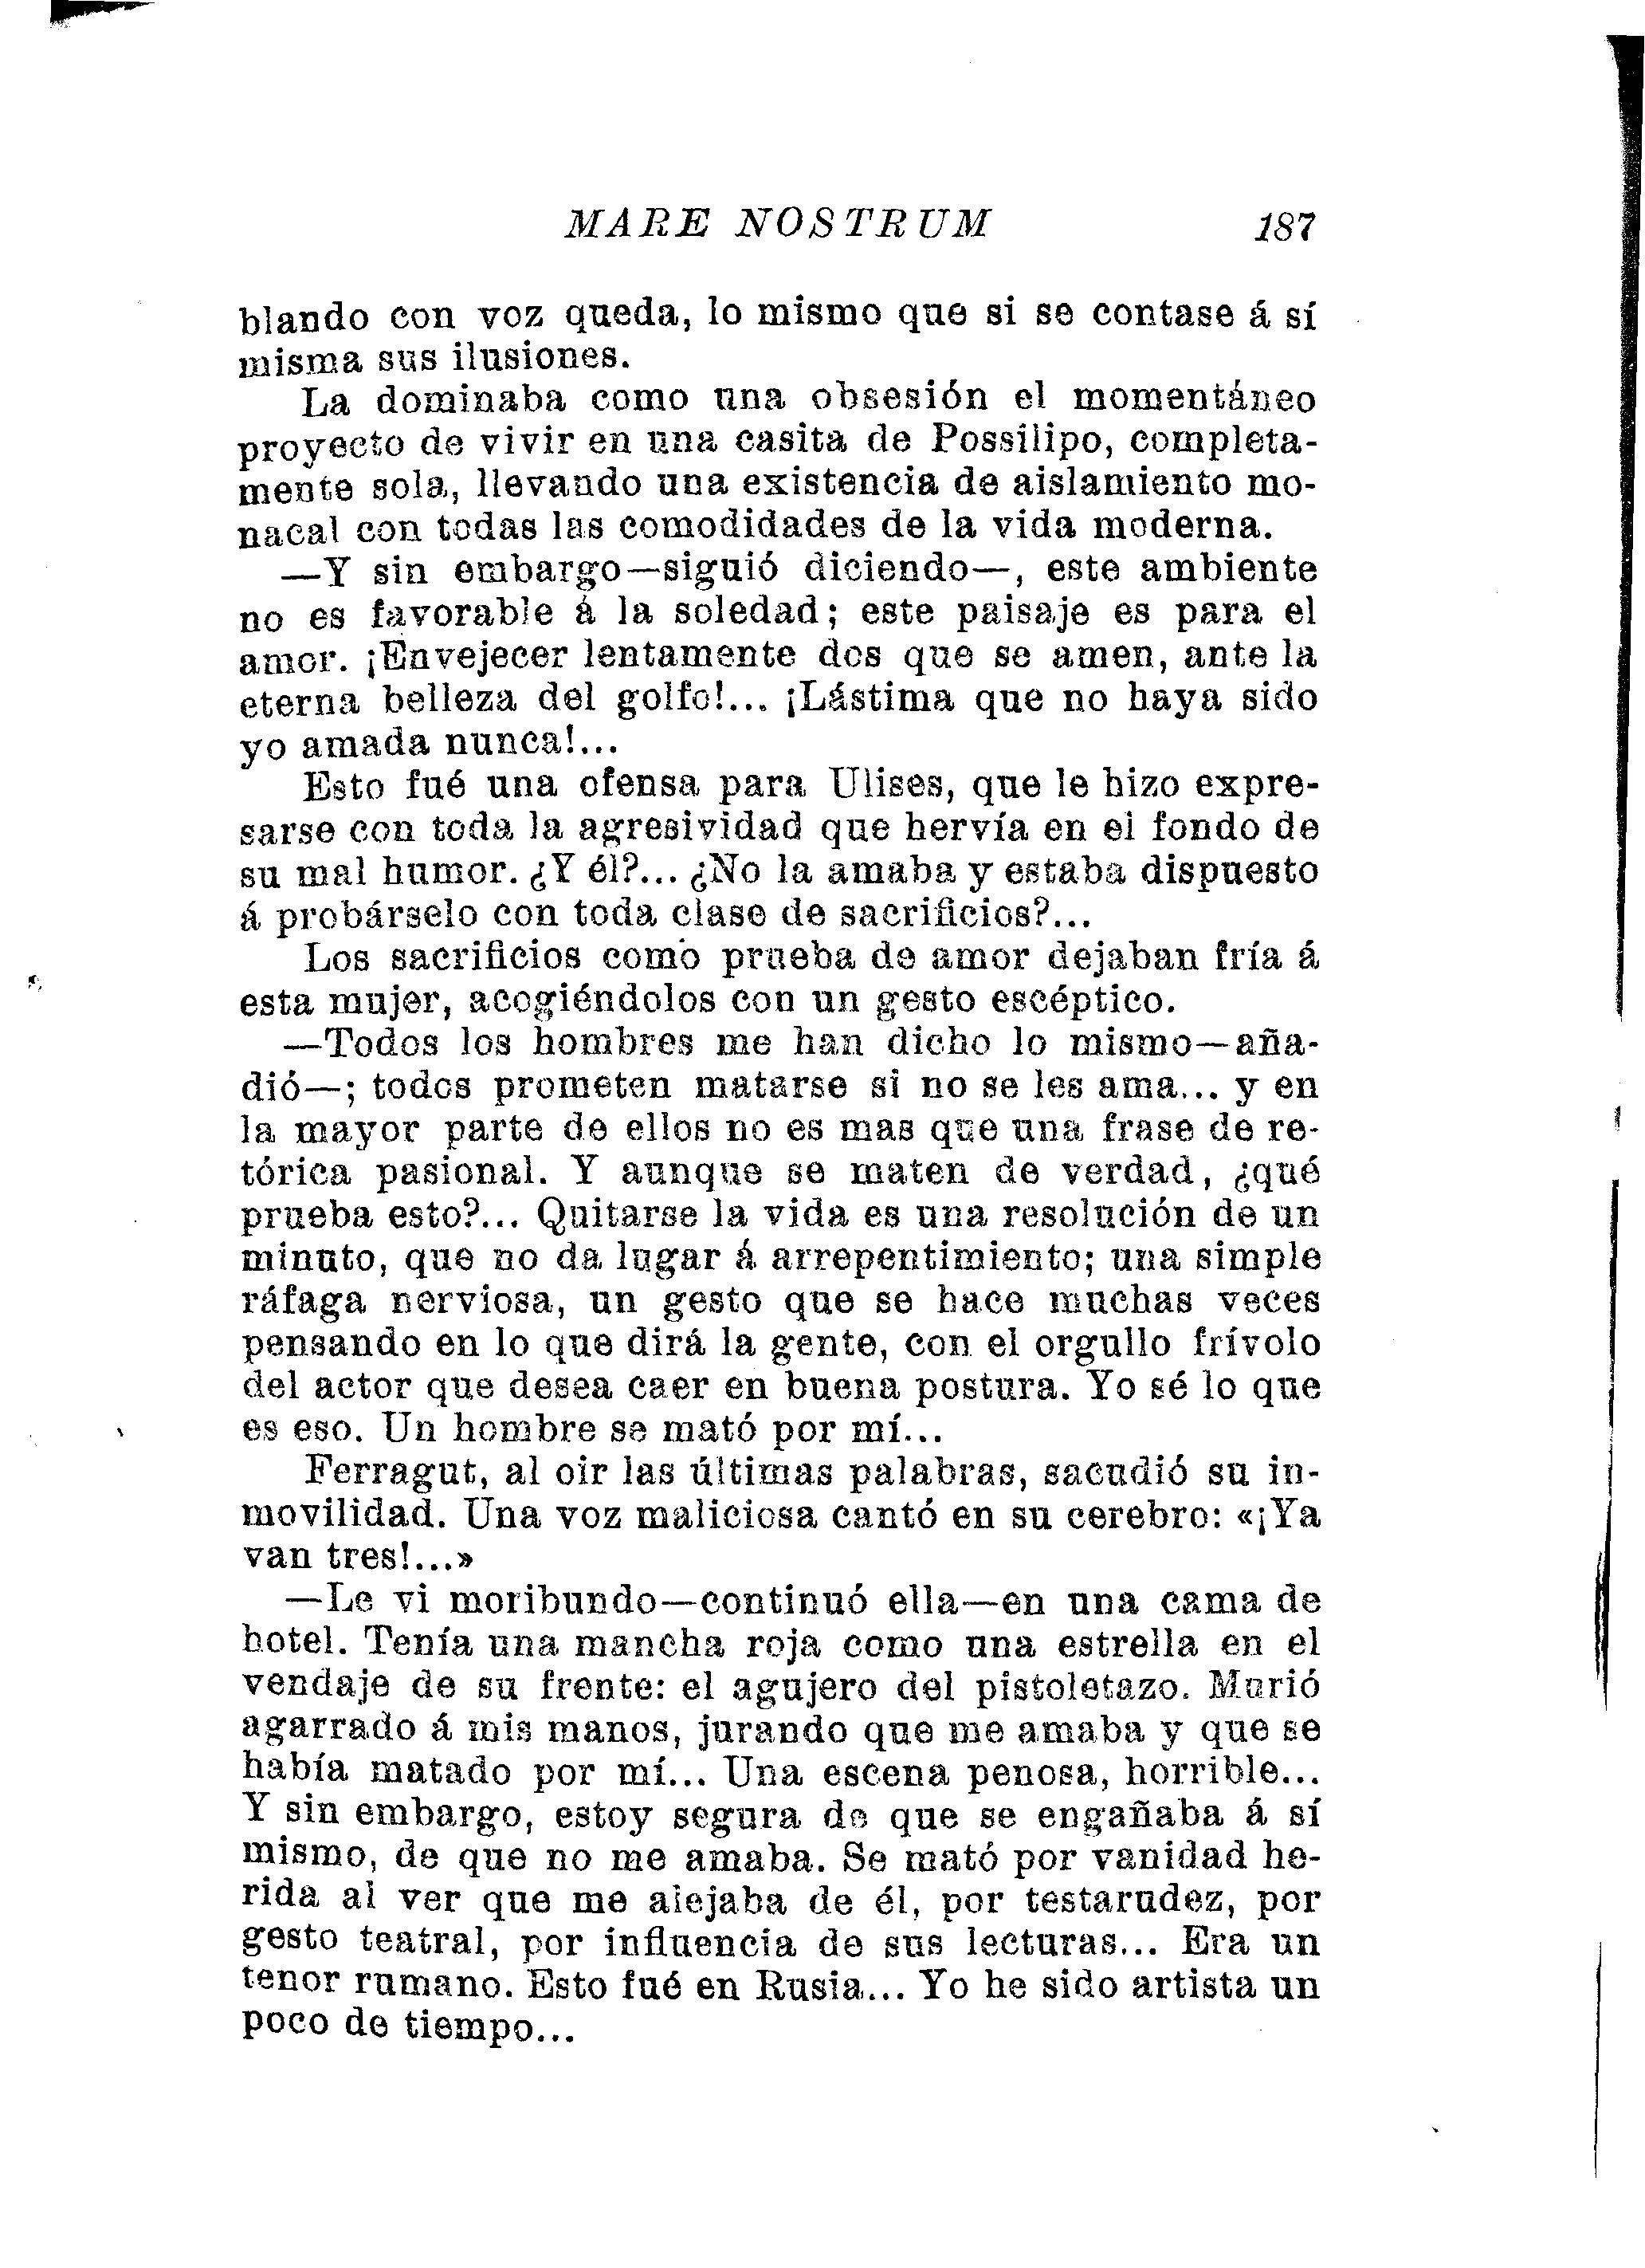 MARE NOSTRUM 187
blando con voz queda, lo mismo que si se contase á sí
misma sus ilusiones.
La dominaba como una obsesión el momentáneo
proyecto de vivir en una casita de Possilipo, completa-
mente sola, llevando una existencia de aislamiento mo-
nacal con todas las comodidades de la vida moderna.
—Y sin embargo—siguió diciendo—, este ambiente
no es favorable á la soledad; este paisaje es para el
amor. ¡Envejecer lentamente dos que se amen, ante la
eterna belleza del golfo!... ¡Lástima que no haya sido
yo amada nunca!...
Esto fué una ofensa para Ulises, que le hizo expre-
sarse con toda la agresividad que hervía en el fondo de
su mal humor. ¿Y él?... ¿No la amaba y estaba dispuesto
á probárselo con toda clase de sacrificios?...
Los sacrificios como prueba de amor dejaban fría á
esta mujer, acogiéndolos con un gesto escéptico.
—Todos los hombres me han dicho lo mismo—aña-
dió—; todos prometen matarse si no se les ama... y en
la mayor parte de ellos no es mas que una frase de re-
tórica pasional. Y aunque se maten de verdad, ¿qué
prueba esto?... Quitarse la vida es una resolución de un
minuto, que no da lugar á arrepentimiento; una simple
ráfaga nerviosa, un gesto que se hace muchas veces
pensando en lo que dirá la gente, con el orgullo frívolo
del actor que desea caer en buena postura. Yo sé lo que
es eso. Un hombre se mató por mí...
Ferragut, al oir las últimas palabras, sacudió su in-
movilidad. Una voz maliciosa cantó en su cerebro: «¡Ya
van tres!...»
—Le vi moribundo—continuó ella—en una cama de
hotel. Tenía una mancha roja como una estrella en el
vendaje de su frente: el agujero del pistoletazo. Murió
agarrado á mis manos, jurando que me amaba y que se
había matado por mí... Una escena penosa, horrible...
Y sin embargo, estoy segura de que se engañaba á sí
mismo, de que no me amaba. Se mató por vanidad he-
rida al ver que me alejaba de él, por testarudez, por
gesto teatral, por influencia de sus lecturas... Era un
tenor rumano. Esto fué en Rusia... Yo he sido artista un
poco de tiempo...